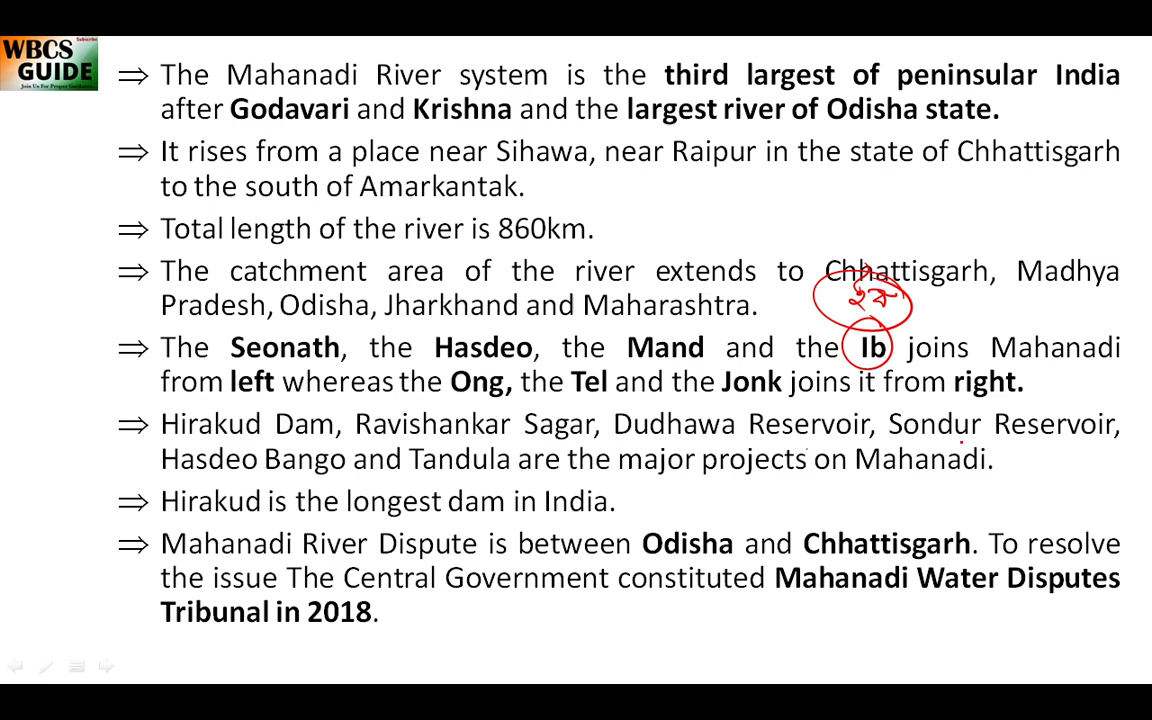 Subscribe
WBCS
GUIDE
Join Us For Proper Guidance
⇒ The Mahanadi River system is the third largest of peninsular India
after Godavari and Krishna and the largest river of Odisha state.
⇒ It rises from a place near Sihawa, near Raipur in the state of Chhattisgarh
to the south of Amarkantak.
⇒ Total length of the river is 860km.
⇒ The catchment area of the river extends to Chhattisgarh, Madhya
Pradesh, Odisha, Jharkhand and Maharashtra.
⇒ The Seonath, the Hasdeo, the Mand and the Ib joins Mahanadi
from left whereas the Ong, the Tel and the Jonk joins it from right.
⇒ Hirakud Dam, Ravishankar Sagar, Dudhawa Reservoir, Sondur Reservoir,
Hasdeo Bango and Tandula are the major projects on Mahanadi.
⇒ Hirakud is the longest dam in India.
⇒ Mahanadi River Dispute is between Odisha and Chhattisgarh. To resolve
the issue The Central Government constituted Mahanadi Water Disputes
Tribunal in 2018.